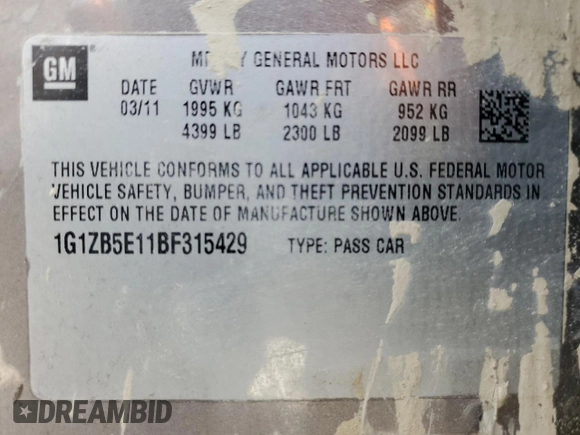 GM
GENERAL MOTORS LLC
DATE GVWR GAWR FRT GAWR RR
03/11 1995 KG 1043 KG 952 KG
4399 LB 2300 LB 2099 LB
THIS VEHICLE CONFORMS TO ALL APPLICABLE U.S. FEDERAL MOTOR
VEHICLE SAFETY, BUMPER, AND THEFT PREVENTION STANDARDS IN
EFFECT ON THE DATE OF MANUFACTURE SHOWN ABOVE.
1G1ZB5E11BF315429 TYPE: PASS CAR
DREAMBID